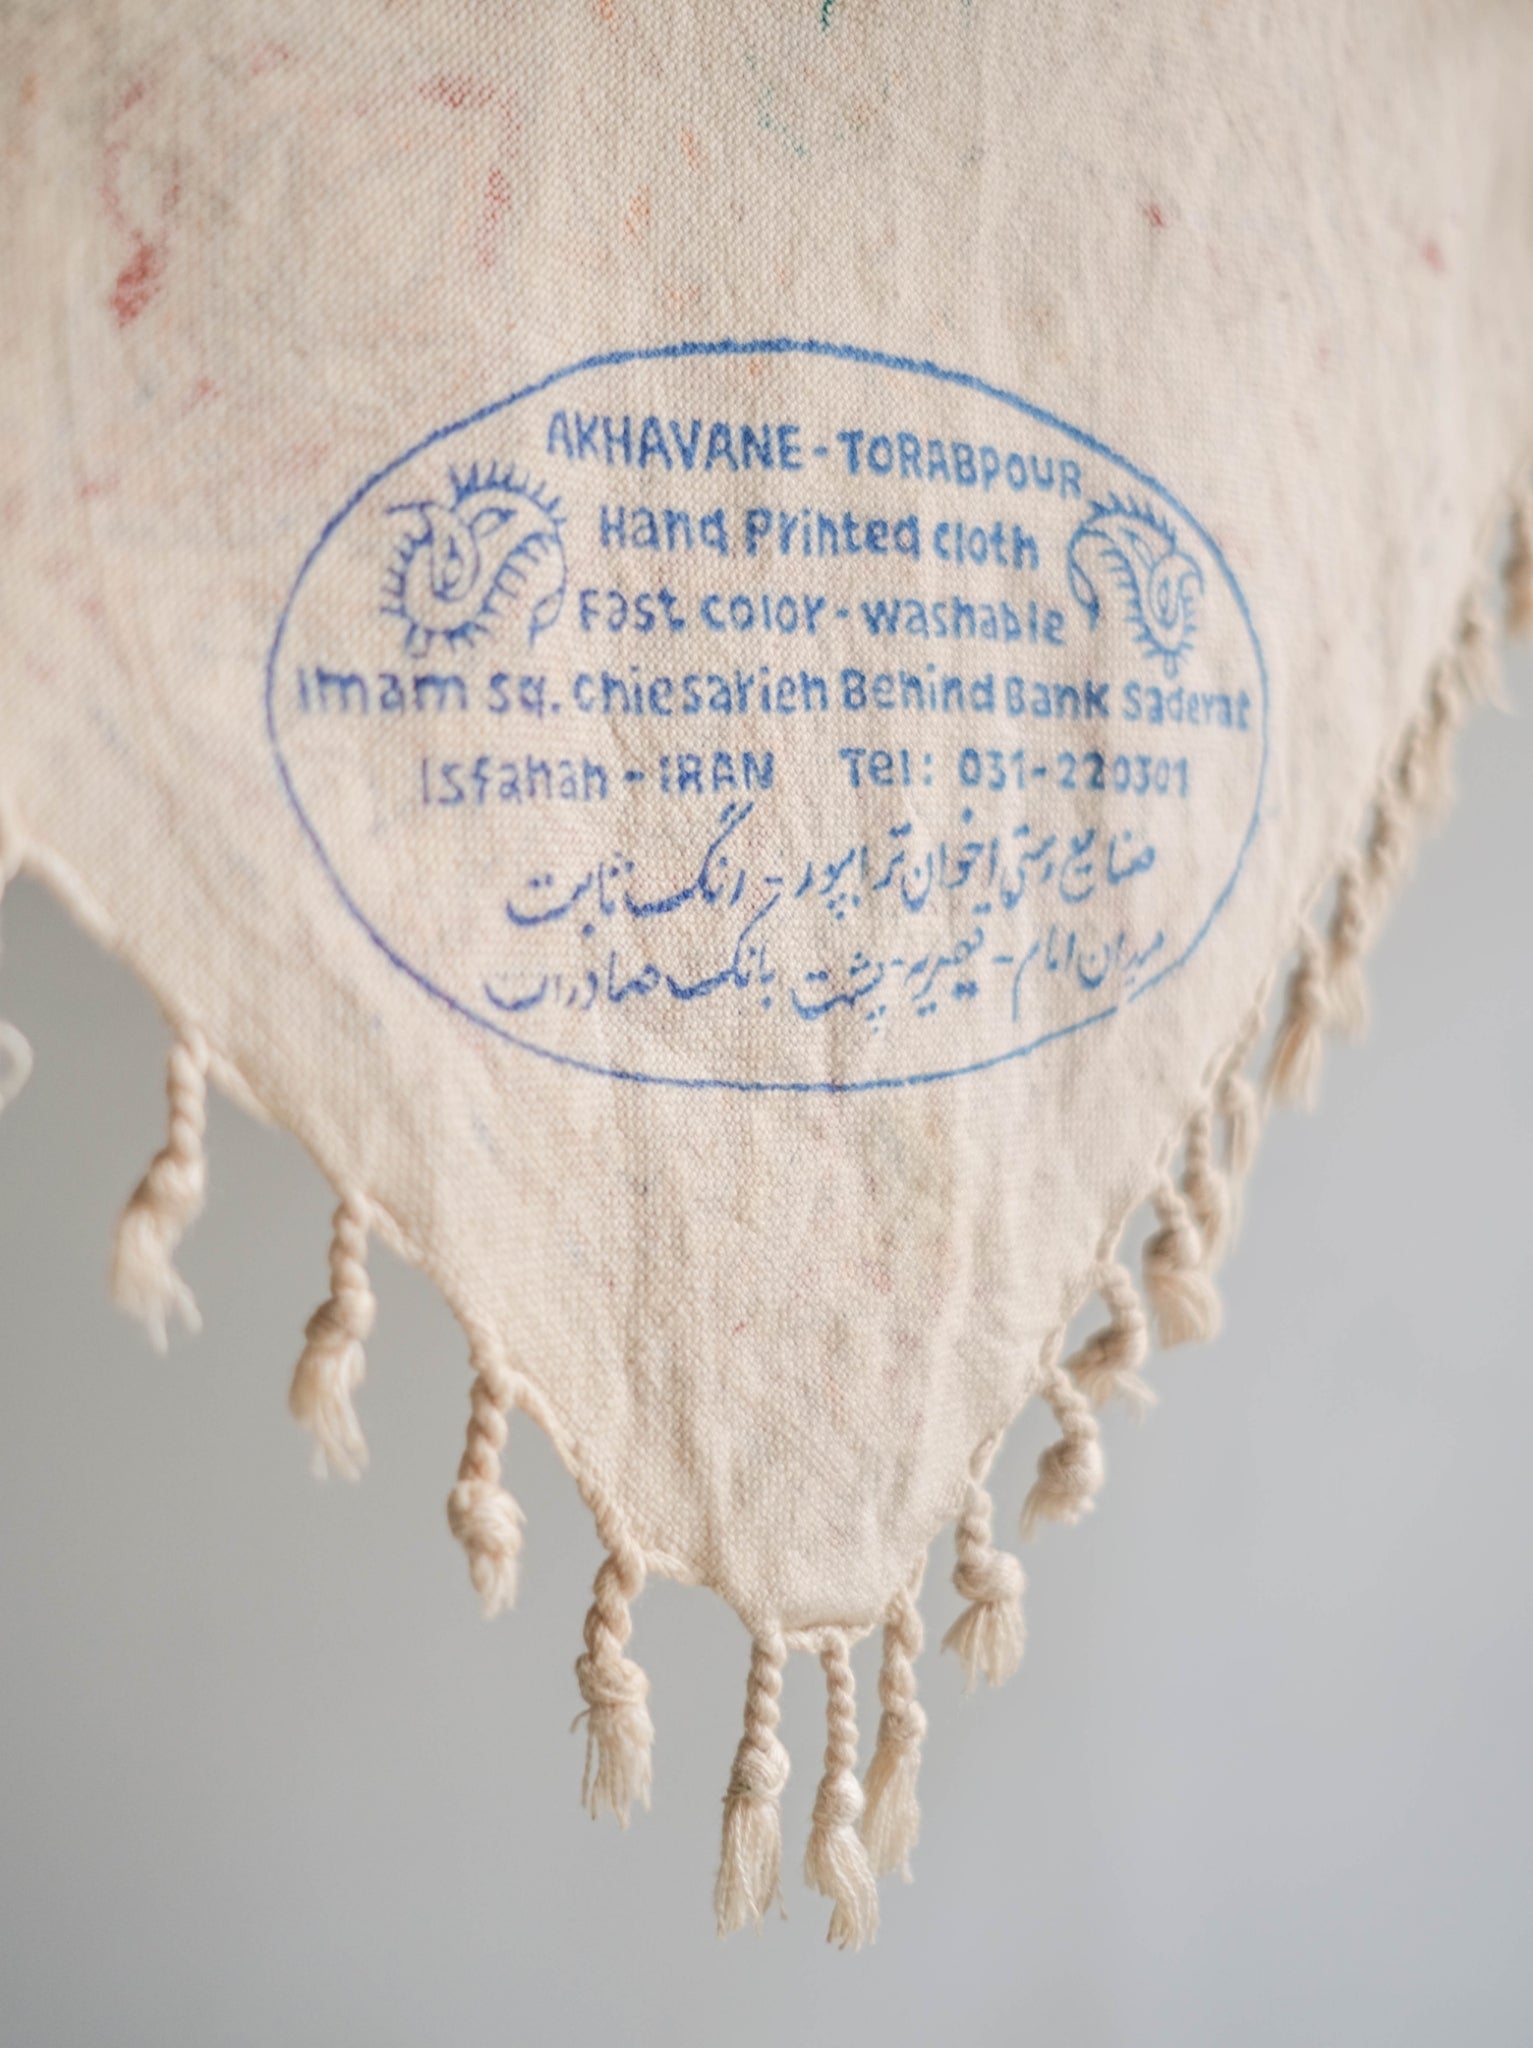 AKHAVANE - TORABPOUR
Hand Printed Cloth
Fast color - washable
Imam sq. Chiesarieh Behind Bank Saderat
Isfahan - IRAN Tel: 031-220301
صنایع دستی اخوان ترابپور - رنگ ثابت
میدان امام - قیصریه - پشت بانک صادرات